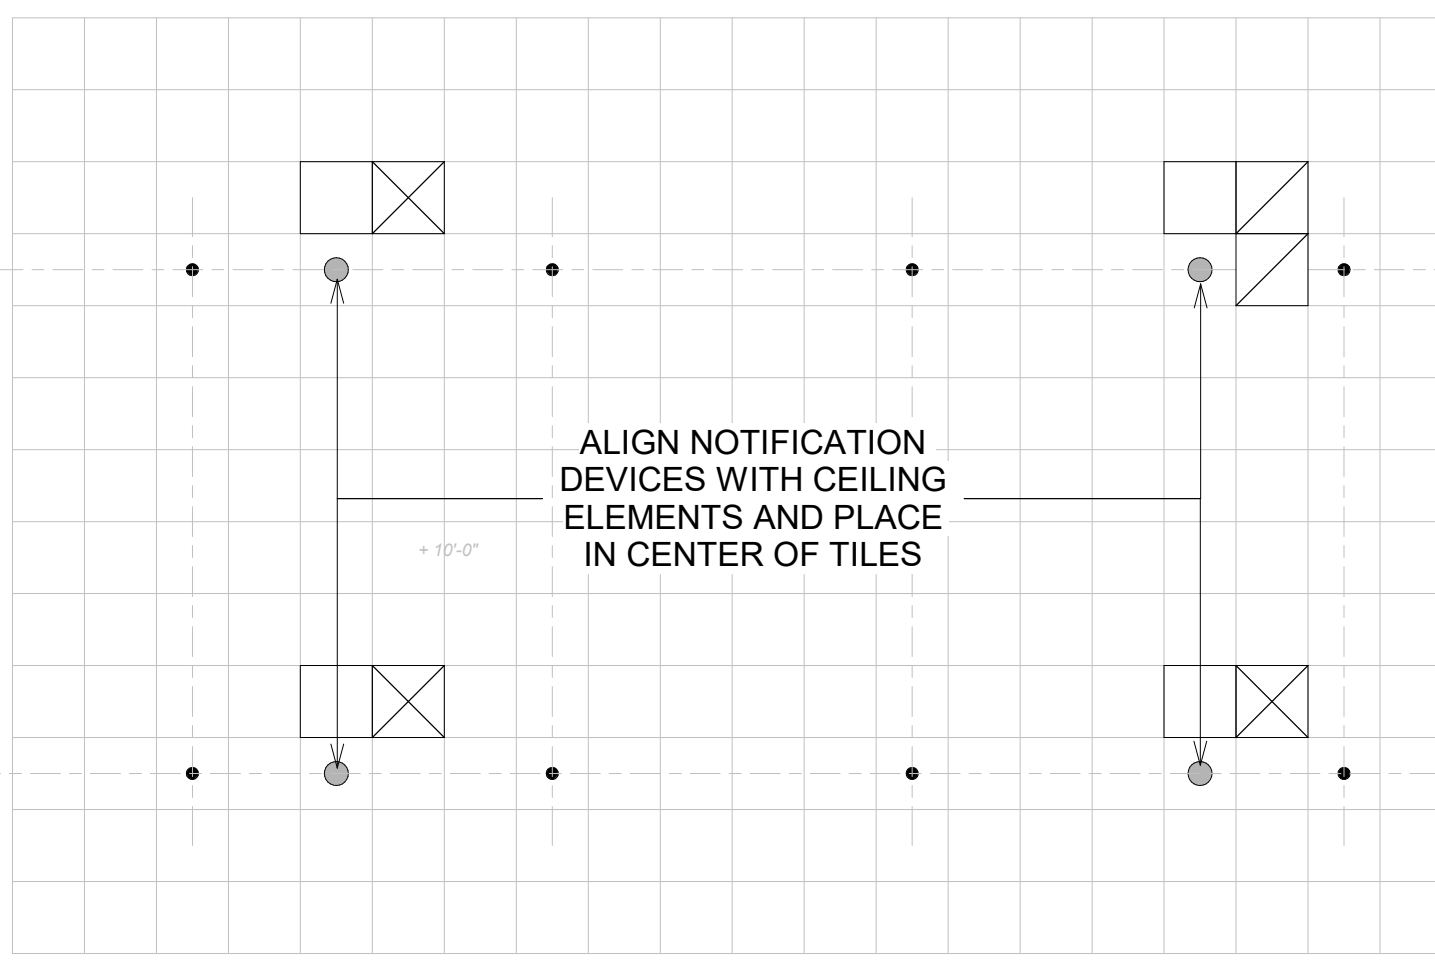 ALIGN NOTIFICATION
DEVICES WITH CEILING
ELEMENTS AND PLACE
IN CENTER OF TILES
+ 10'-0"